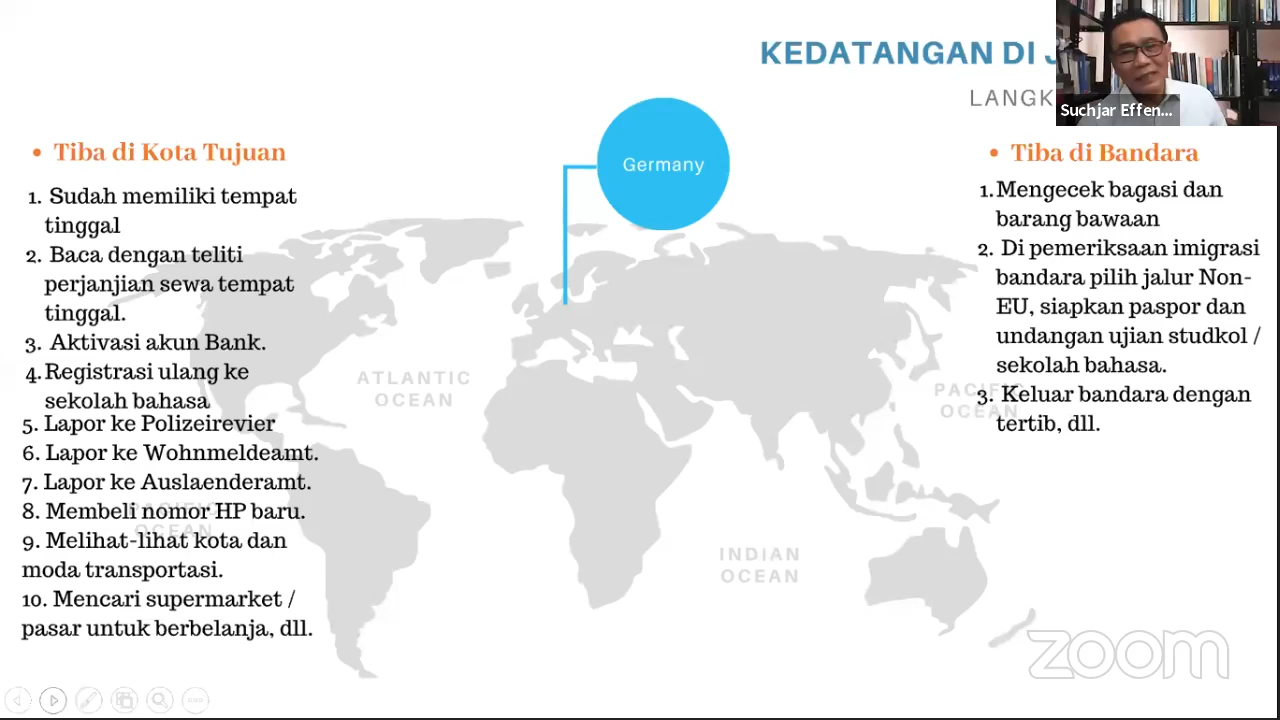 KEDATANGAN DI
LANGK
Suchjar Effen...
Germany
• Tiba di Kota Tujuan
1. Sudah memiliki tempat
tinggal
2. Baca dengan teliti
perjanjian sewa tempat
tinggal.
3. Aktivasi akun Bank.
4. Registrasi ulang ke
sekolah bahasa
5. Lapor ke Polizeirevier
6. Lapor ke Wohnmeldeamt.
7. Lapor ke Auslaenderamt.
8. Membeli nomor HP baru.
9. Melihat-lihat kota dan
moda transportasi.
10. Mencari supermarket /
pasar untuk berbelanja, dll.
• Tiba di Bandara
1. Mengecek bagasi dan
barang bawaan
2. Di pemeriksaan imigrasi
bandara pilih jalur Non-
EU, siapkan paspor dan
undangan ujian studkol /
sekolah bahasa.
3. Keluar bandara dengan
tertib, dll.
ATLANTIC
OCEAN
PACIFIC
OCEAN
PACIFIC
OCEAN
INDIAN
OCEAN
zoom